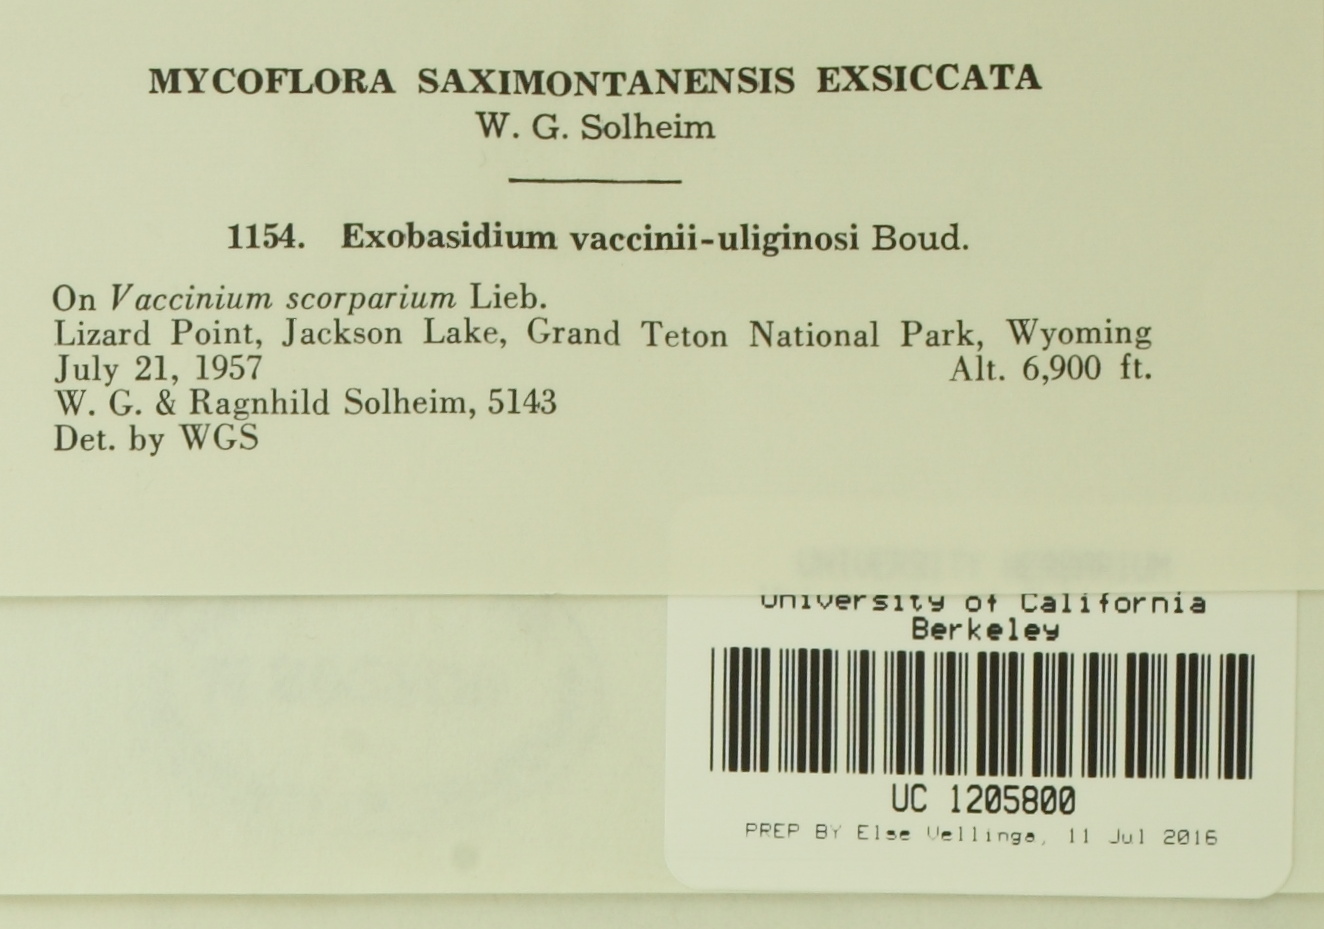 MYCOFLORA SAXIMONTANENSIS EXSICCATA
W. G. Solheim
1154. Exobasidium vaccinii-uliginosi Boud.
On Vaccinium scorparium Lieb.
Lizard Point, Jackson Lake, Grand Teton National Park, Wyoming
July 21, 1957 Alt. 6,900 ft.
W. G. & Ragnhild Solheim, 5143
Det. by WGS
University of California
Berkeley
UC 1205800
PREP BY Else Vellinga, 11 Jul 2016